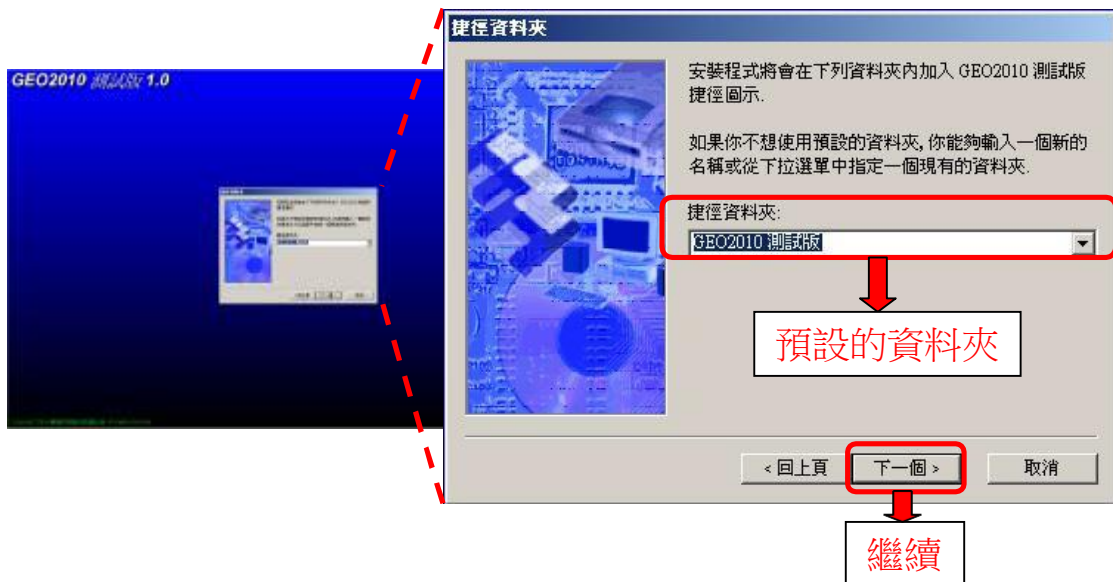 GEO2010 測試版 1.0
捷徑資料夾
安裝程式將會在下列資料夾內加入 GEO2010 測試版
捷徑圖示.
如果你不想使用預設的資料夾, 你能夠輸入一個新的
名稱或從下拉選單中指定一個現有的資料夾.
捷徑資料夾:
GEO2010 測試版
預設的資料夾
< 回上頁
下一個 >
取消
繼續